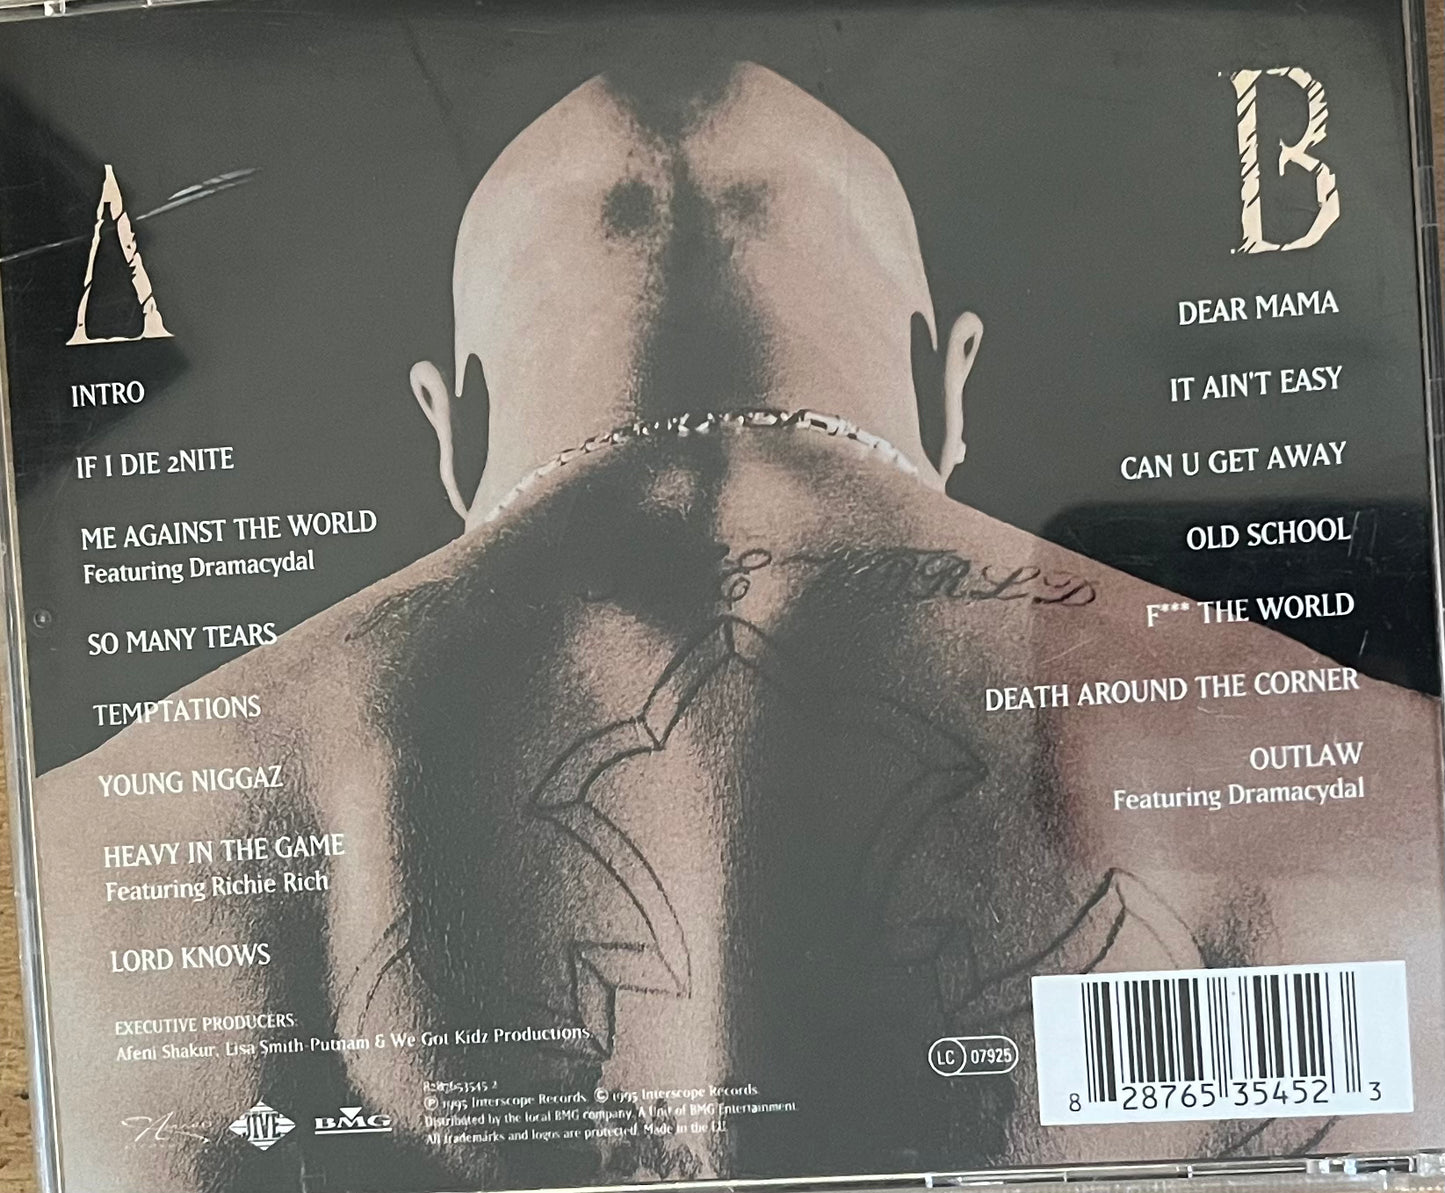 A
INTRO
IF I DIE 2NITE
ME AGAINST THE WORLD
Featuring Dramacydal
SO MANY TEARS
TEMPTATIONS
YOUNG NIGGAZ
HEAVY IN THE GAME
Featuring Richie Rich
LORD KNOWS
EXECUTIVE PRODUCERS:
Afeni Shakur, Lisa Smith-Putnam & We Got Kidz Productions.
B
DEAR MAMA
IT AIN'T EASY
CAN U GET AWAY
OLD SCHOOL
F*** THE WORLD
DEATH AROUND THE CORNER
OUTLAW
Featuring Dramacydal
WORLD
JIVE
BMG
82876535452
℗ 1995 Interscope Records. © 1995 Interscope Records.
Distributed by the local BMG company. A Unit of BMG Entertainment.
All trademarks and logos are protected. Made in the EU.
LC 07925
8 28765 35452 3